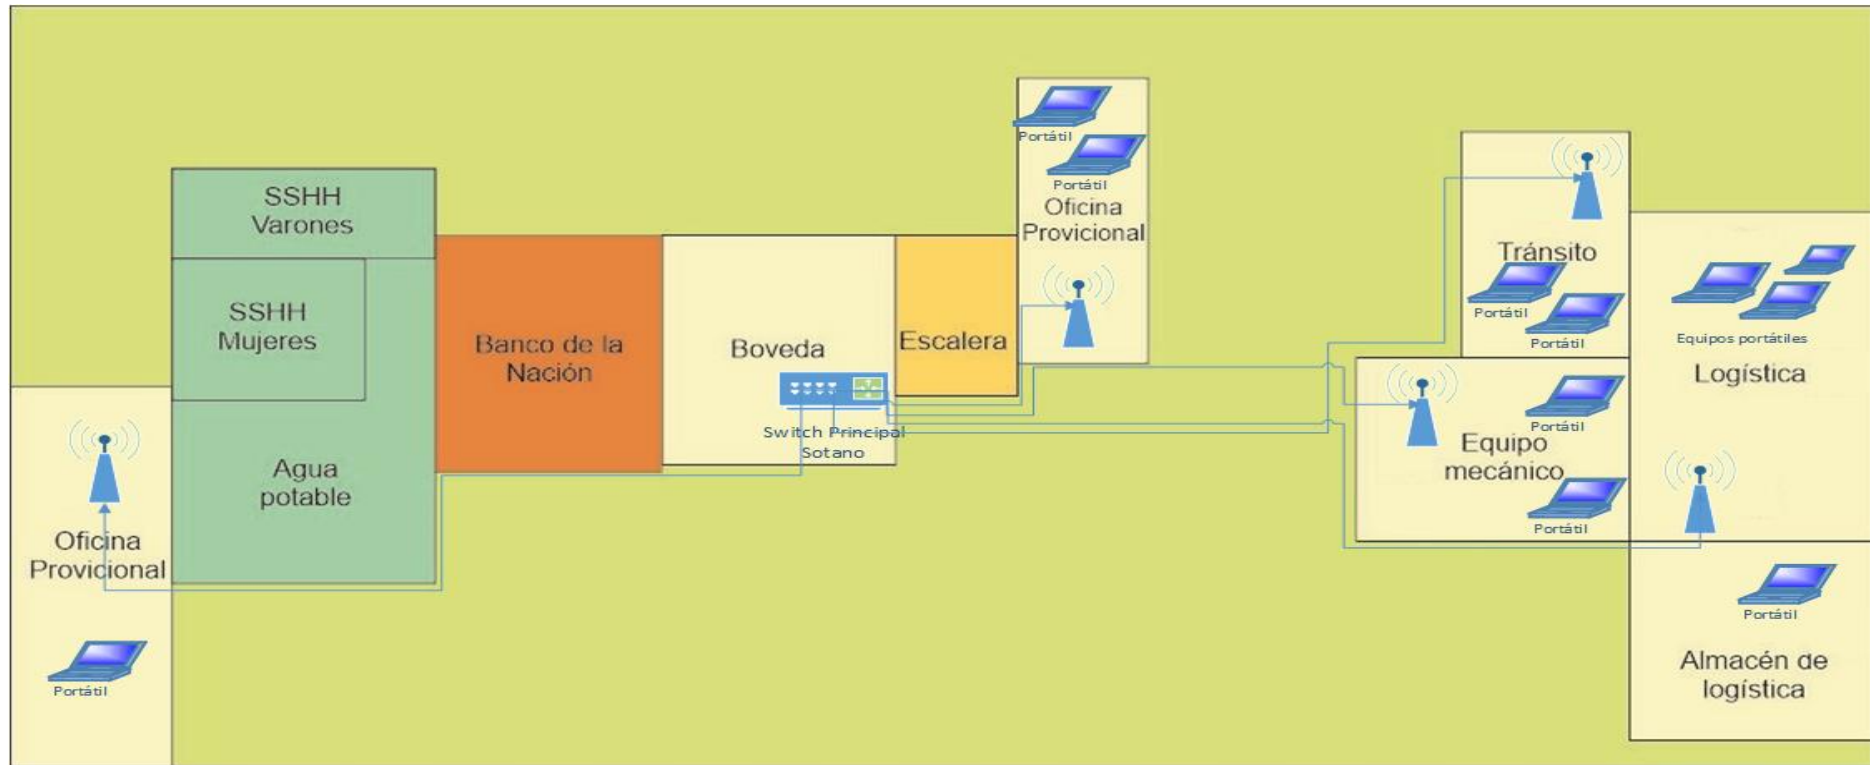 SSHH
Varones
SSHH
Mujeres
Agua
potable
Oficina
Provicional
Portátil
Banco de la
Nación
Boveda
Switch Principal
Sotano
Escalera
Portátil
Portátil
Oficina
Provicional
Tránsito
Portátil
Portátil
Equipos portátiles
Logística
Portátil
Equipo
mecánico
Portátil
Portátil
Almacén de
logística